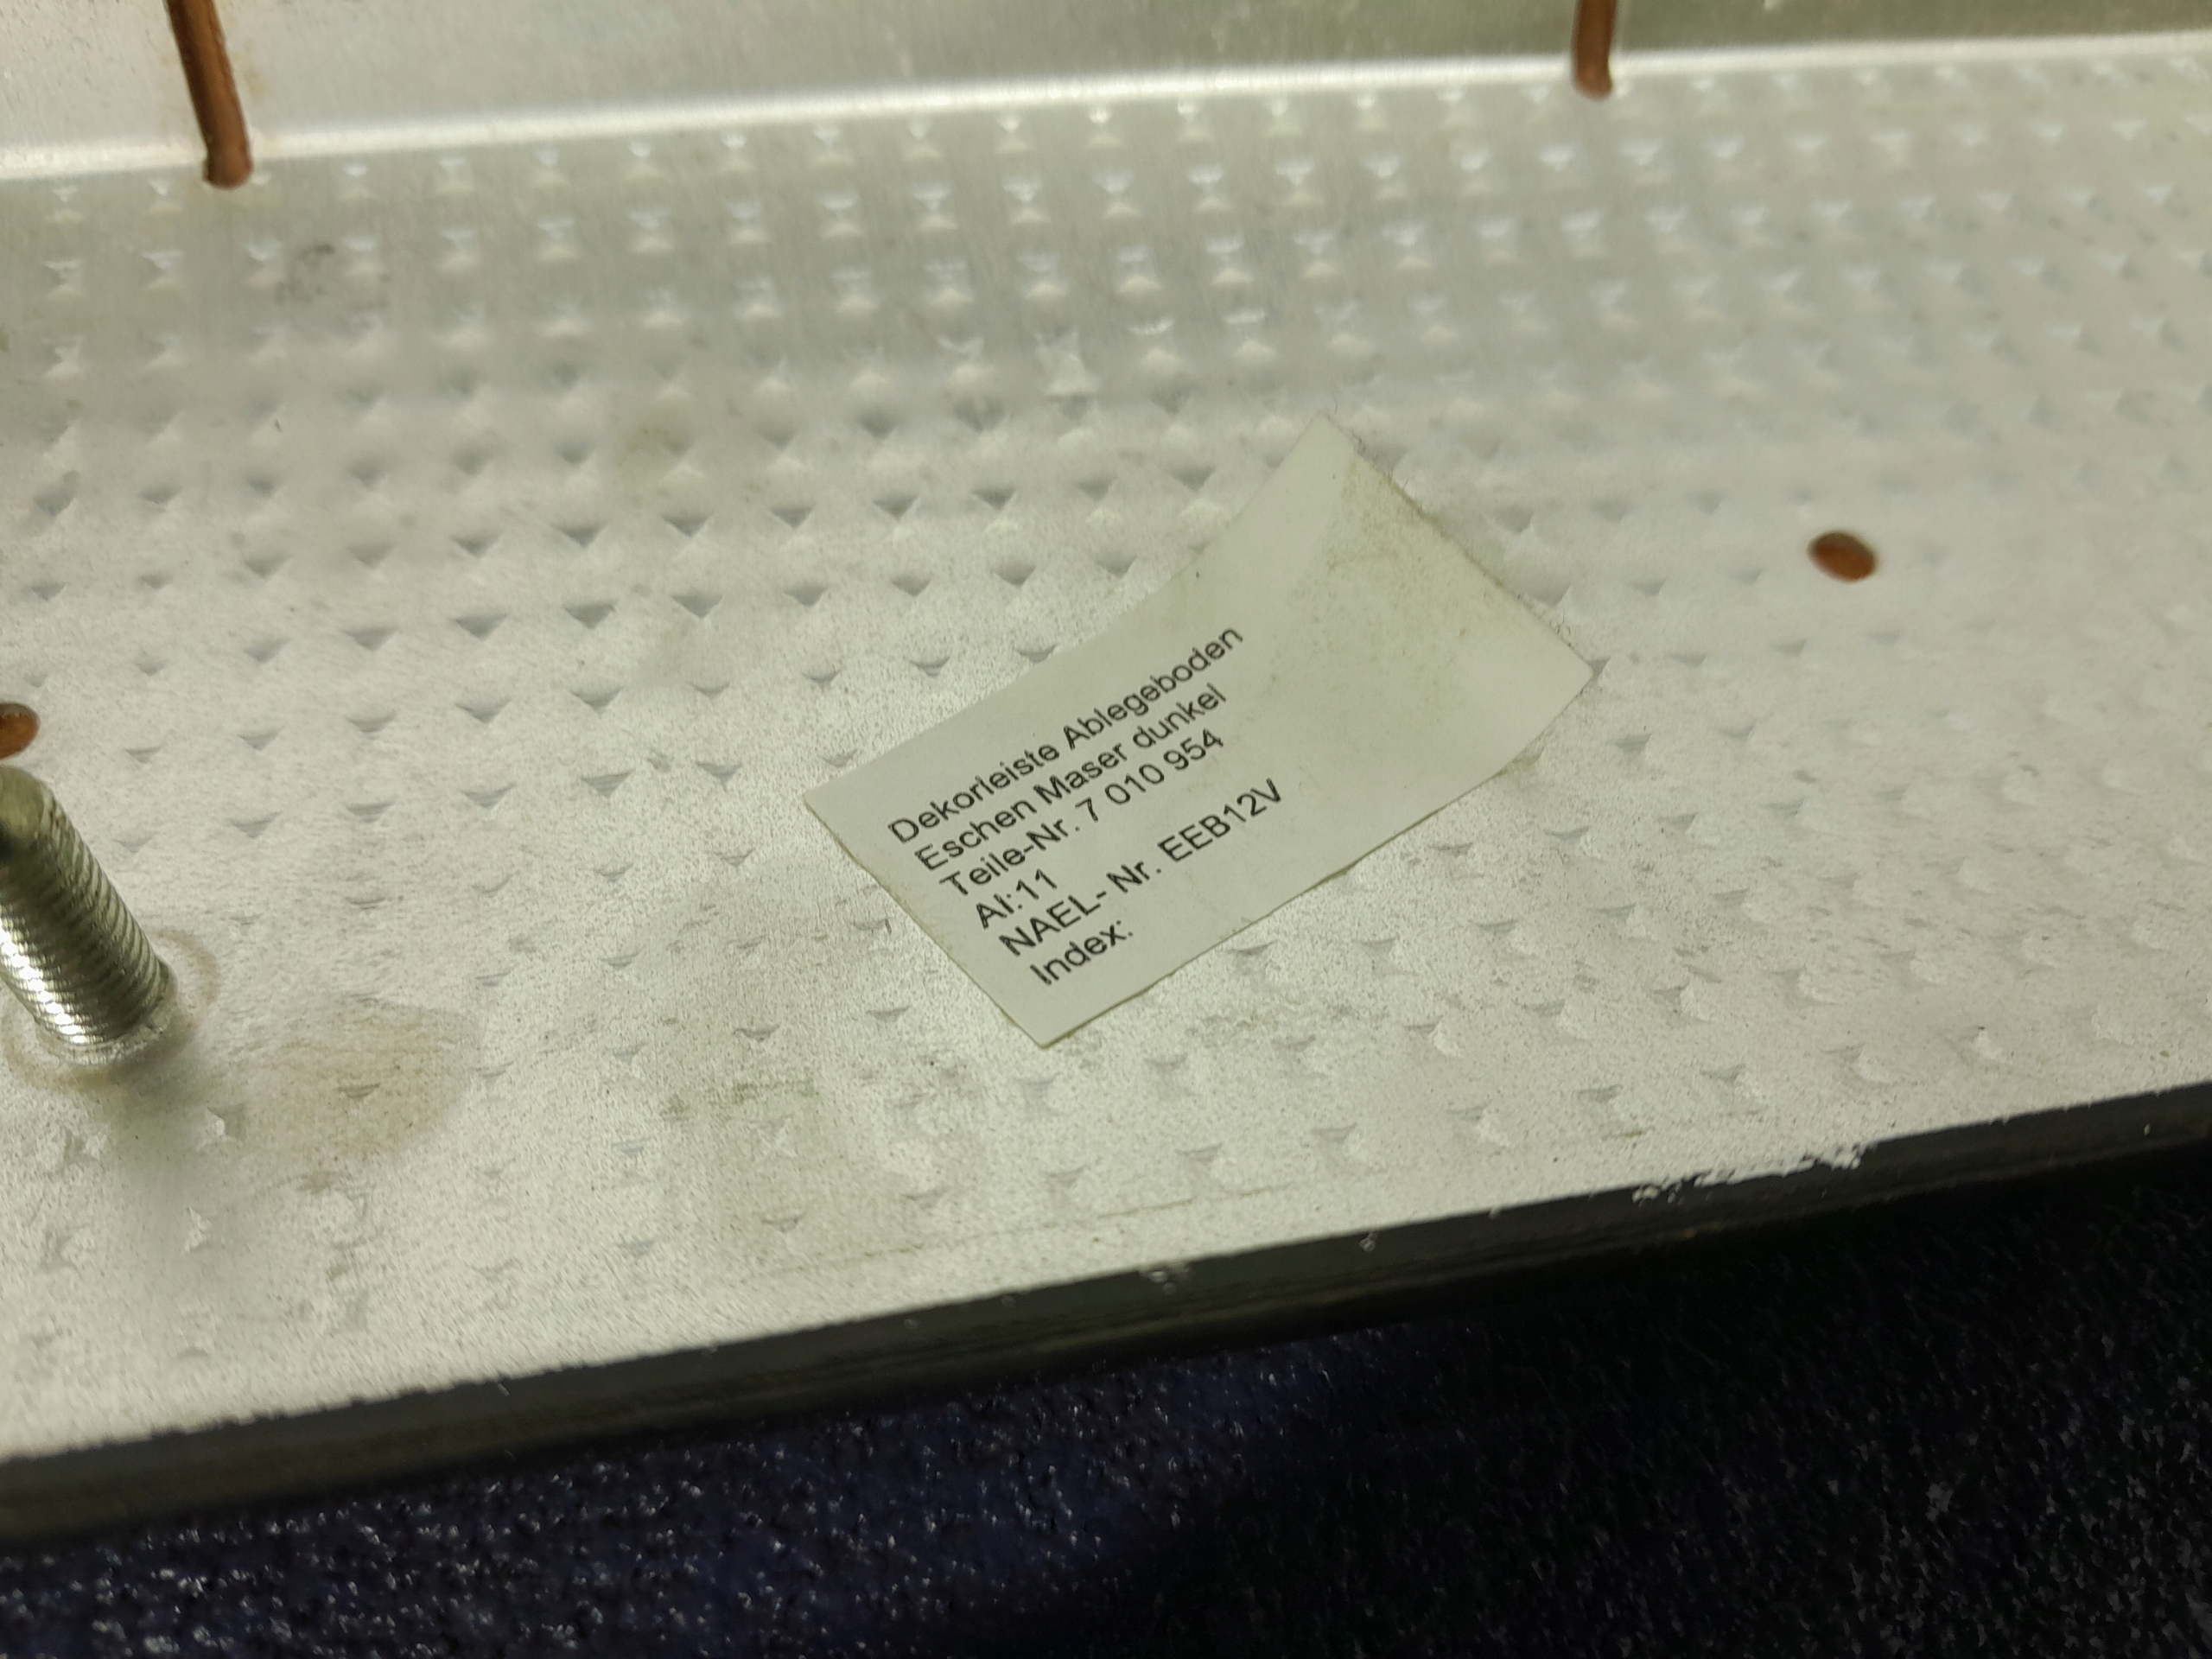 Dekorleiste Ablegeboden
Eschen Maser dunkel
Teile-Nr. 7 010 954
AI:11
NAEL- Nr. EEB12V
Index: